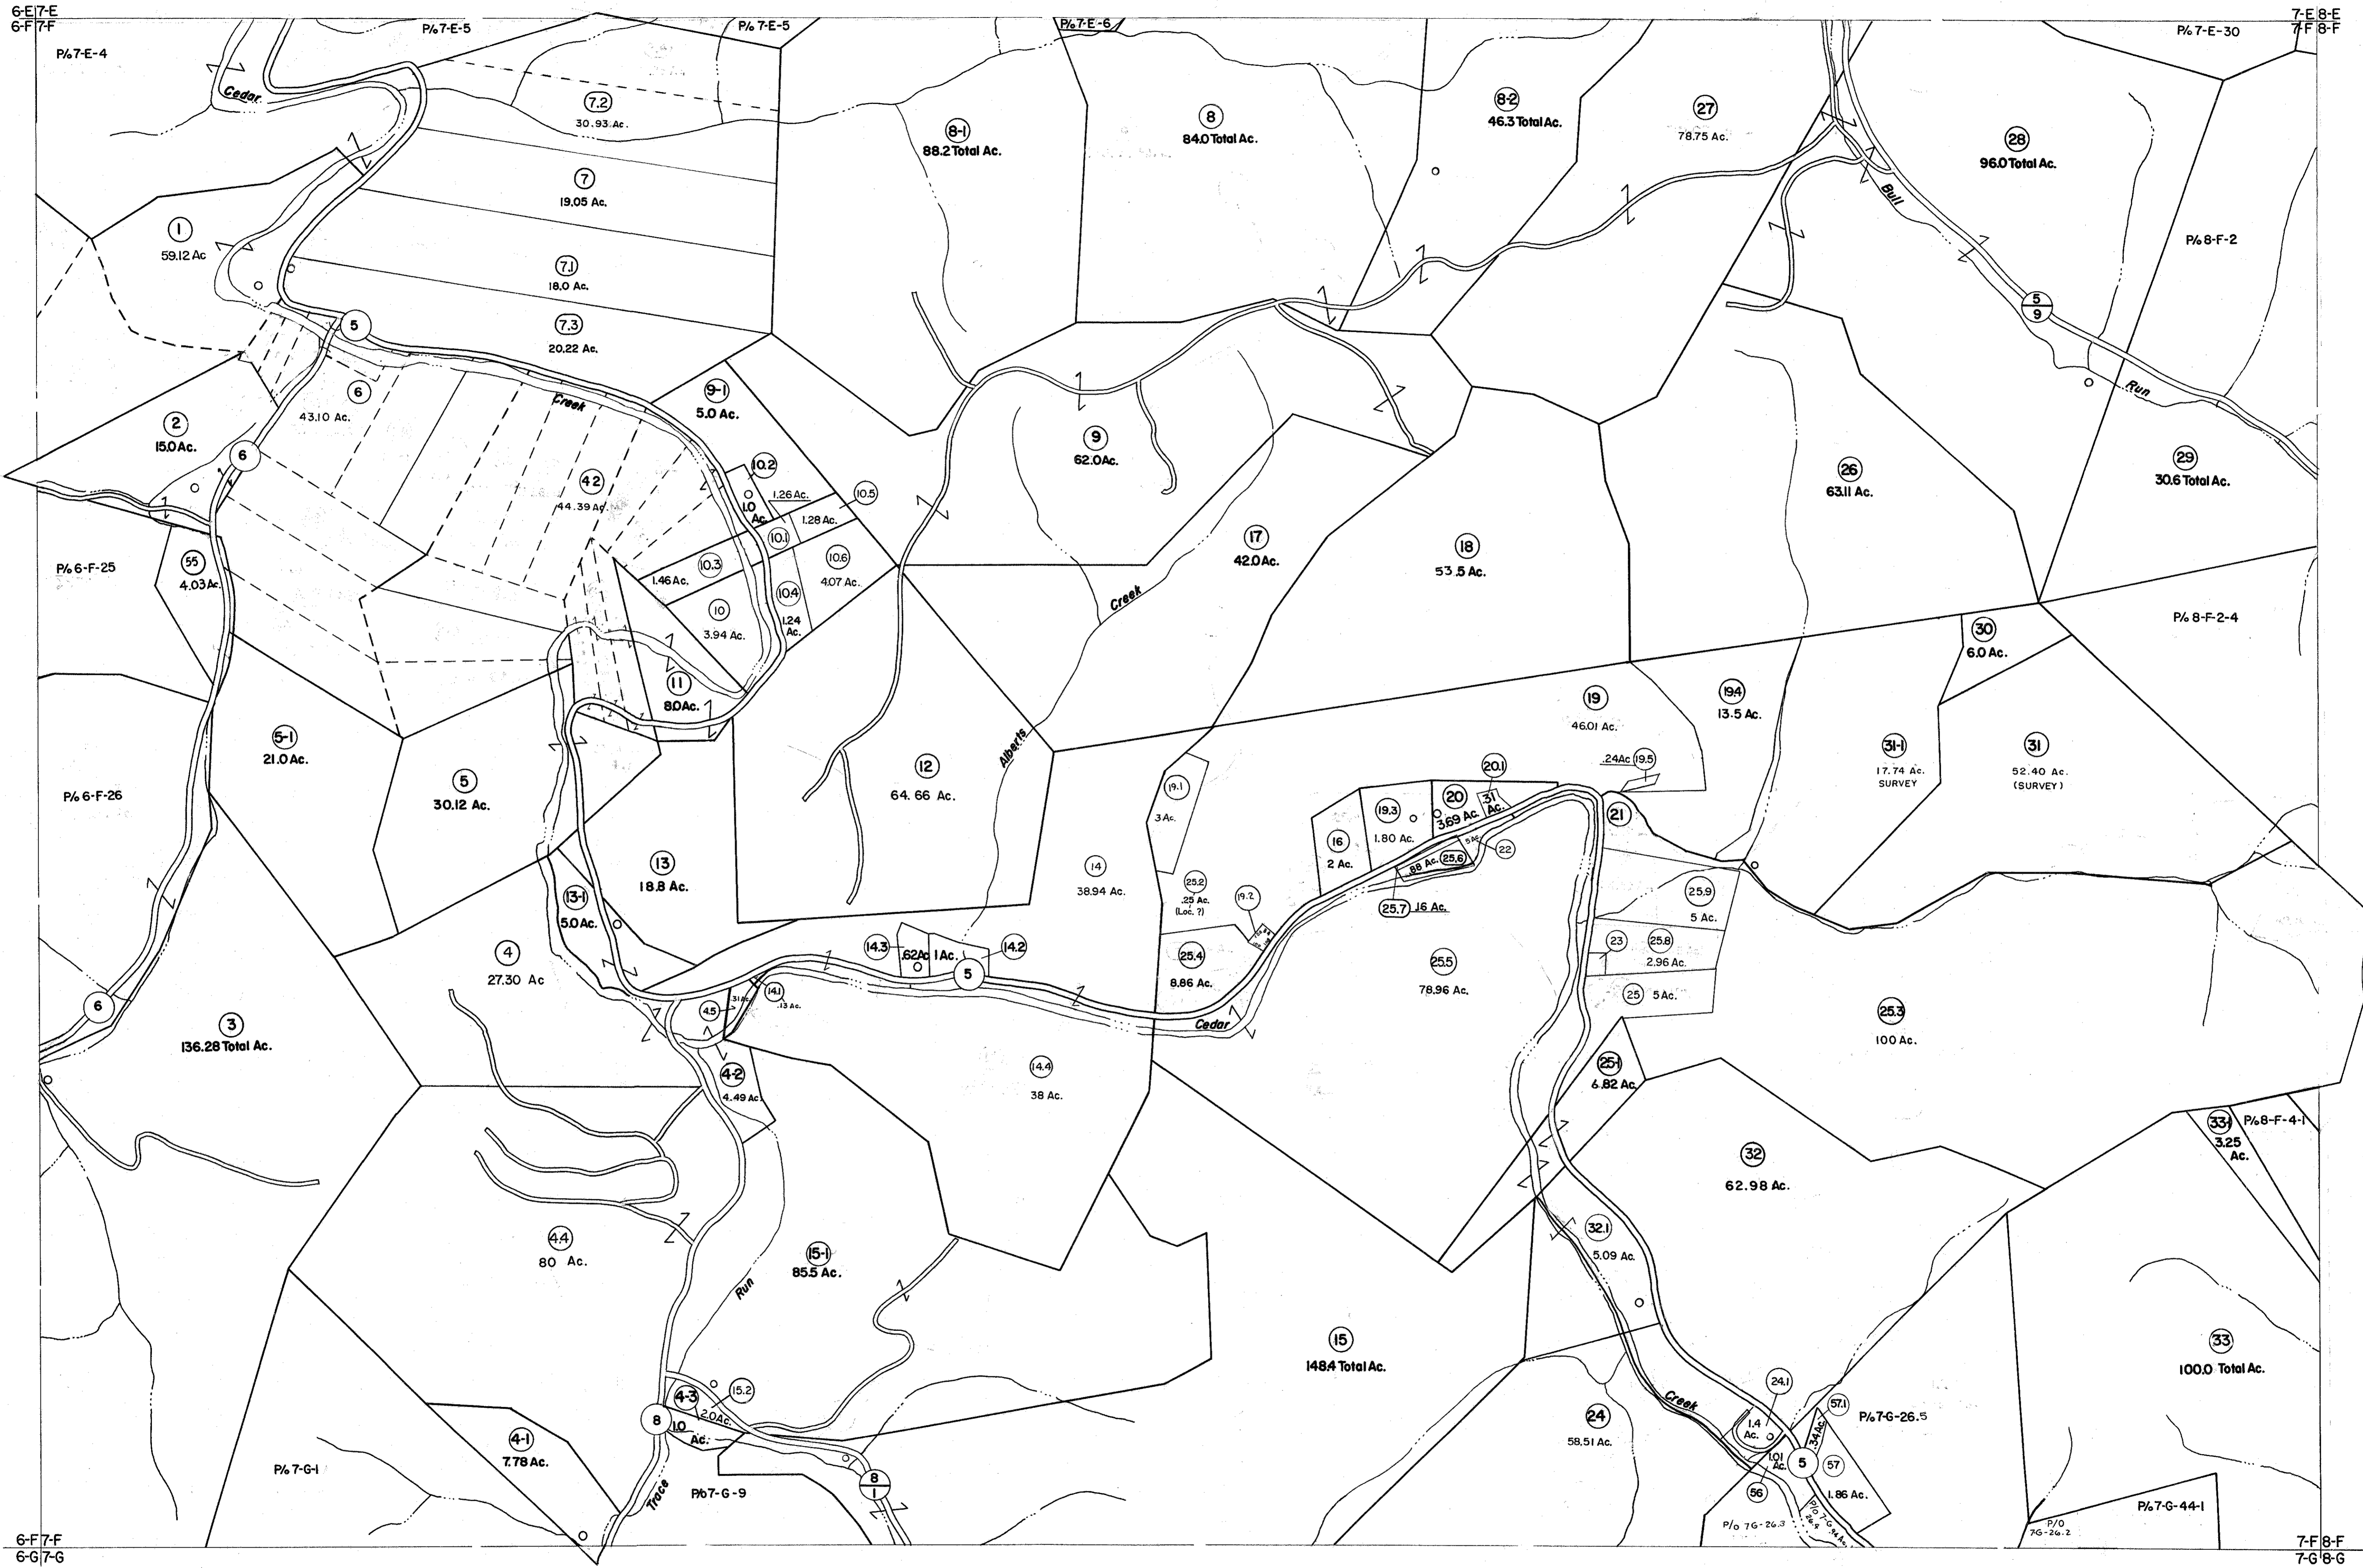 6-E 7-E
6-F 7-F
7-E 8-E
7-F 8-F
P/o 7-E-4
P/o 7-E-5
P/o 7-E-5
P/o 7-E-6
P/o 7-E-30
Cedar
7.2
30.93 Ac.
8-1
88.2 Total Ac.
8
84.0 Total Ac.
8-2
46.3 Total Ac.
27
78.75 Ac.
28
96.0 Total Ac.
Bull
P/o 8-F-2
7
19.05 Ac.
1
59.12 Ac
7.1
18.0 Ac.
7.3
20.22 Ac.
5
5
9
Run
6
43.10 Ac.
Creek
9-1
5.0 Ac.
2
15.0 Ac.
6
9
62.0 Ac.
42
44.39 Ac.
10.2
1.0
Ac.
1.26 Ac.
10.5
1.28 Ac.
26
63.11 Ac.
29
30.6 Total Ac.
10.1
10.3
1.46 Ac.
10.6
4.07 Ac.
17
42.0 Ac.
18
53.5 Ac.
P/o 6-F-25
55
4.03 Ac.
10
3.94 Ac.
10.4
1.24
Ac.
Creek
P/o 8-F-2-4
30
6.0 Ac.
11
8.0 Ac.
19
46.01 Ac.
19.4
13.5 Ac.
5-1
21.0 Ac.
Alberts
.24 Ac
19.5
31-1
17.74 Ac.
SURVEY
31
52.40 Ac.
(SURVEY)
P/o 6-F-26
5
30.12 Ac.
12
64.66 Ac.
19.1
3 Ac.
20.1
.31
Ac.
20
3.69 Ac.
19.3
1.80 Ac.
16
2 Ac.
21
22
.5 Ac.
.88 Ac.
25.6
25.7
.16 Ac.
13
18.8 Ac.
13-1
5.0 Ac.
14
38.94 Ac.
25.2
.25 Ac.
(Loc. ?)
19.2
25.9
5 Ac.
4
27.30 Ac
14.3
.62 Ac
1 Ac.
14.2
5
25.4
8.86 Ac.
25.5
78.96 Ac.
23
25.8
2.96 Ac.
25
5 Ac.
6
4.5
.31 Ac.
14.1
.13 Ac.
Cedar
25.3
100 Ac.
3
136.28 Total Ac.
4-2
4.49 Ac.
14.4
38 Ac.
25-1
6.82 Ac.
33-1
3.25
Ac.
P/o 8-F-4-1
32
62.98 Ac.
4.4
80 Ac.
15-1
85.5 Ac.
Run
32.1
5.09 Ac.
15
148.4 Total Ac.
33
100.0 Total Ac.
4-3
1.0
Ac.
15.2
2.0 Ac.
8
4-1
7.78 Ac.
P/o 7-G-1
Trace
P/o 7-G-9
8
1
24
58.51 Ac.
Creek
24.1
1.4
Ac.
57.1
.34 Ac.
P/o 7-G-26.5
1.01
Ac.
5
57
1.86 Ac.
56
P/o 7G-26.3
P/o 7-G
26.4
P/O
7G-26.2
P/o 7-G-44-1
6-F 7-F
6-G 7-G
7-F 8-F
7-G 8-G